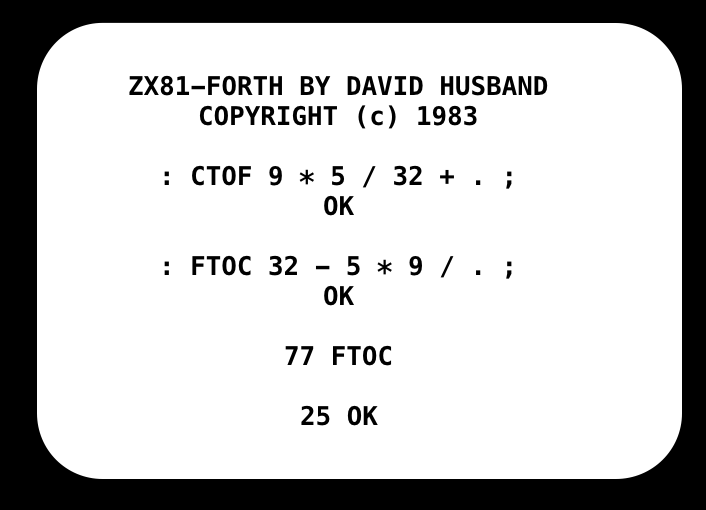 ZX81–FORTH BY DAVID HUSBAND
COPYRIGHT (c) 1983
: CTOF 9 * 5 / 32 + . ;
OK
: FTOC 32 – 5 * 9 / . ;
OK
77 FTOC
25 OK